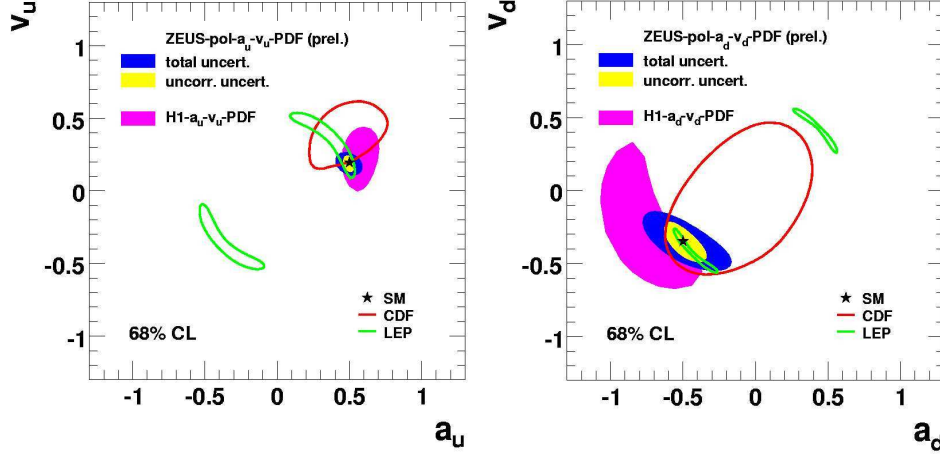 v_u
ZEUS-pol-a_u-v_u-PDF (prel.)
total uncert.
uncorr. uncert.
H1-a_u-v_u-PDF
1
0.5
0
-0.5
-1
68% CL
SM
CDF
LEP
-1 -0.5 0 0.5 1
a_u
v_d
ZEUS-pol-a_d-v_d-PDF (prel.)
total uncert.
uncorr. uncert.
H1-a_d-v_d-PDF
1
0.5
0
-0.5
-1
68% CL
SM
CDF
LEP
-1 -0.5 0 0.5 1
a_d